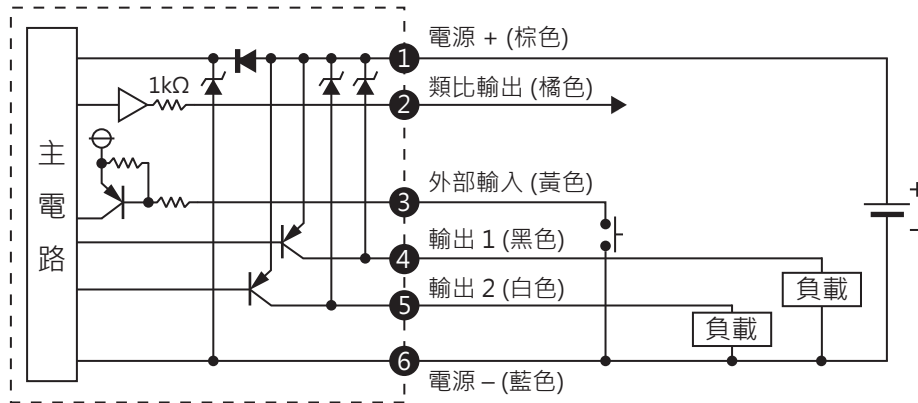 主電路
1kΩ
1 電源 + (棕色)
2 類比輸出 (橘色)
3 外部輸入 (黃色)
4 輸出 1 (黑色)
5 輸出 2 (白色)
6 電源 – (藍色)
負載
負載
+
–